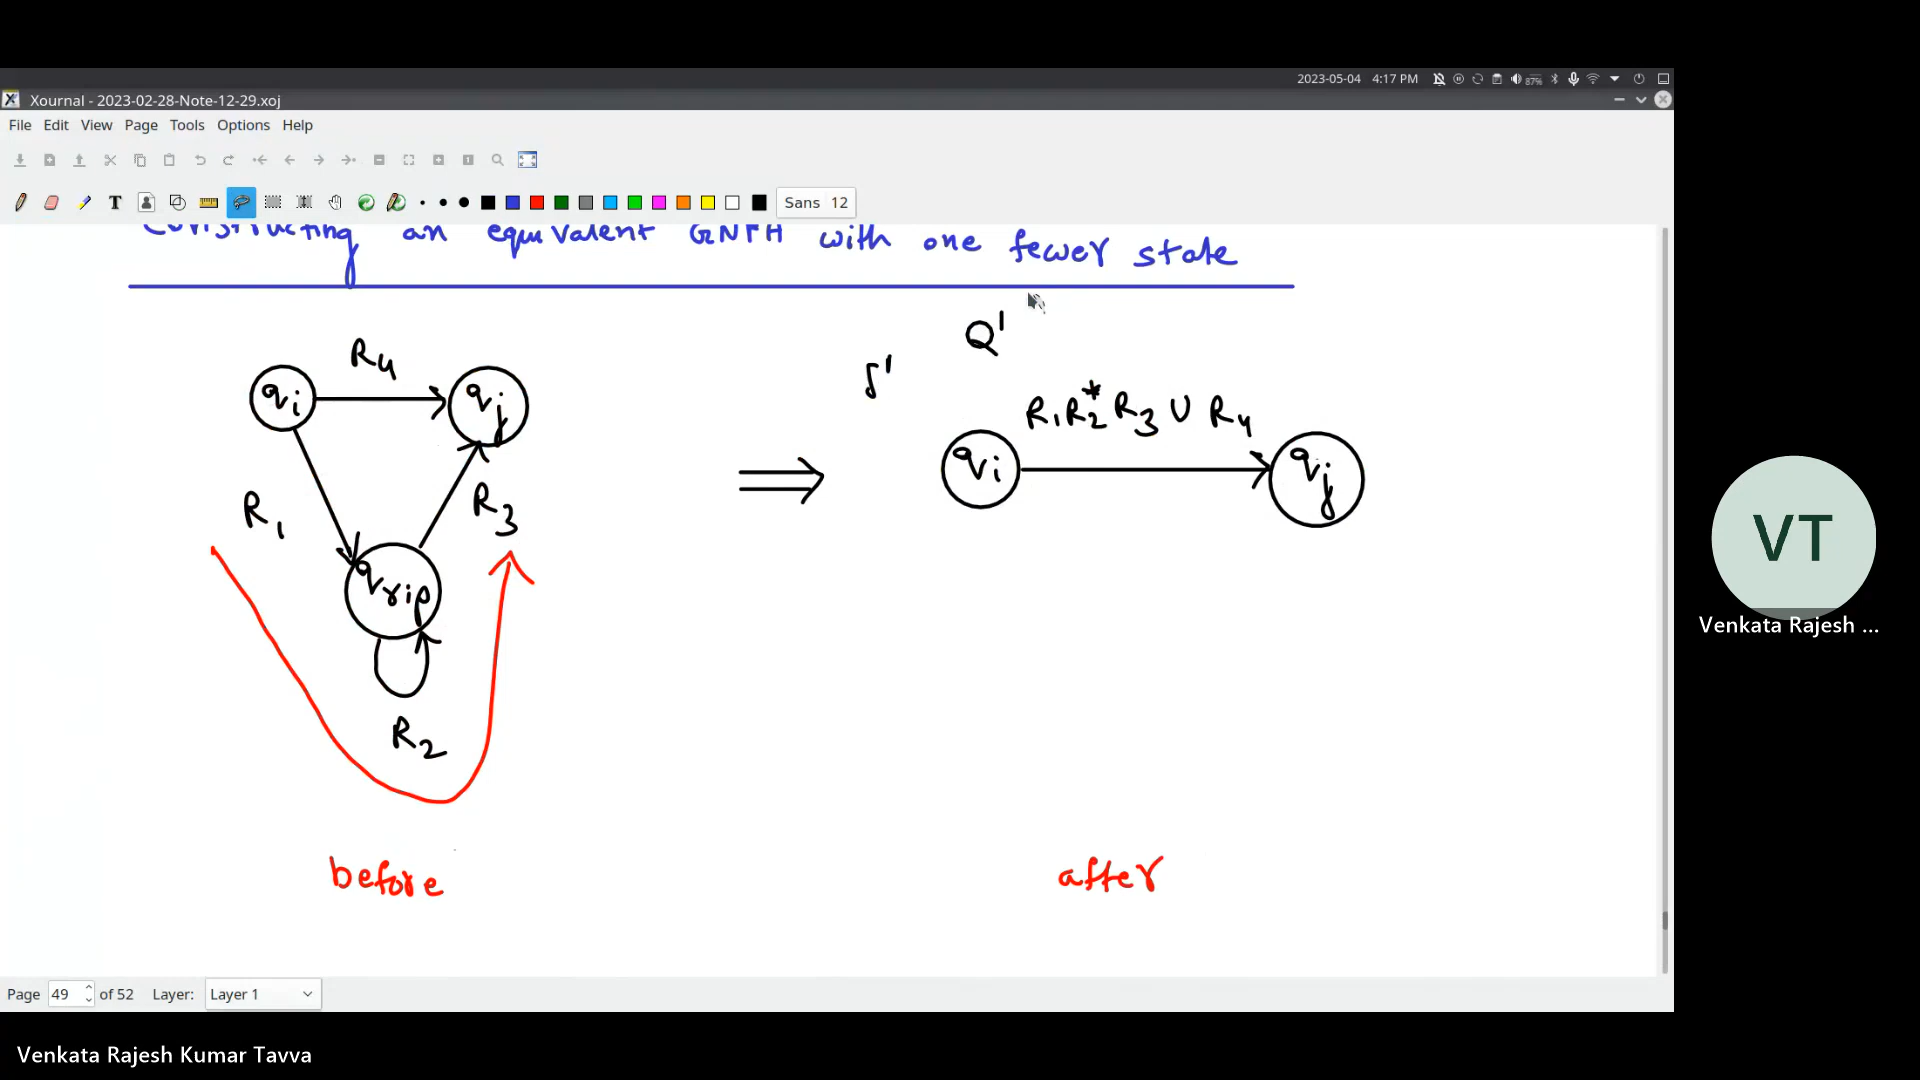 2023-05-04 4:17 PM 87%
Xournal - 2023-02-28-Note-12-29.xoj
File Edit View Page Tools Options Help
T Sans 12
Constructing an equivalent GNFA with one fewer state
Q'
δ'
R4
qi qj
R1R2*R3 ∪ R4
qi qj
R1 R3
qrip
R2
before after
VT
Venkata Rajesh ...
Page 49 of 52 Layer: Layer 1
Venkata Rajesh Kumar Tavva